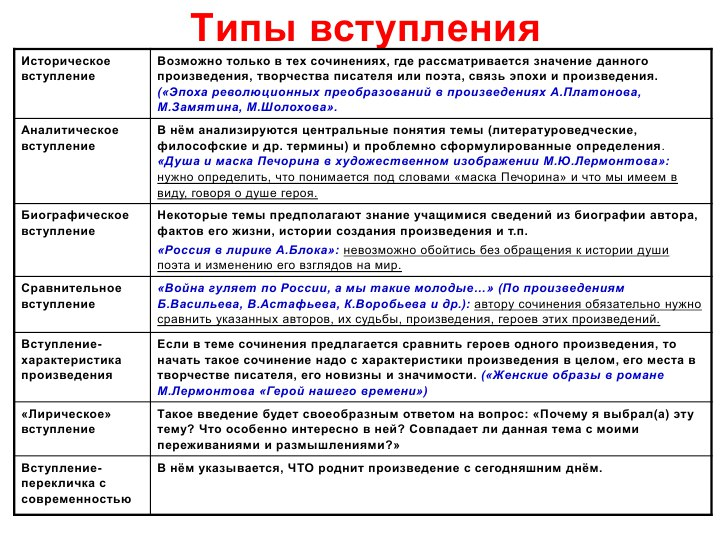 Типы вступления
Историческое
вступление
Возможно только в тех сочинениях, где рассматривается значение данного
произведения, творчества писателя или поэта, связь эпохи и произведения.
(«Эпоха революционных преобразований в произведениях А.Платонова,
М.Замятина, М.Шолохова».
Аналитическое
вступление
В нём анализируются центральные понятия темы (литературоведческие,
философские и др. термины) и проблемно сформулированные определения.
«Душа и маска Печорина в художественном изображении М.Ю.Лермонтова»:
нужно определить, что понимается под словами «маска Печорина» и что мы имеем в
виду, говоря о душе героя.
Биографическое
вступление
Некоторые темы предполагают знание учащимися сведений из биографии автора,
фактов его жизни, истории создания произведения и т.п.
«Россия в лирике А.Блока»: невозможно обойтись без обращения к истории души
поэта и изменению его взглядов на мир.
Сравнительное
вступление
«Война гуляет по России, а мы такие молодые…» (По произведениям
Б.Васильева, В.Астафьева, К.Воробьева и др.): автору сочинения обязательно нужно
сравнить указанных авторов, их судьбы, произведения, героев этих произведений.
Вступление-
характеристика
произведения
Если в теме сочинения предлагается сравнить героев одного произведения, то
начать такое сочинение надо с характеристики произведения в целом, его места в
творчестве писателя, его новизны и значимости. («Женские образы в романе
М.Лермонтова «Герой нашего времени»)
«Лирическое»
вступление
Такое введение будет своеобразным ответом на вопрос: «Почему я выбрал(а) эту
тему? Что особенно интересно в ней? Совпадает ли данная тема с моими
переживаниями и размышлениями?»
Вступление-
перекличка с
современностью
В нём указывается, ЧТО роднит произведение с сегодняшним днём.